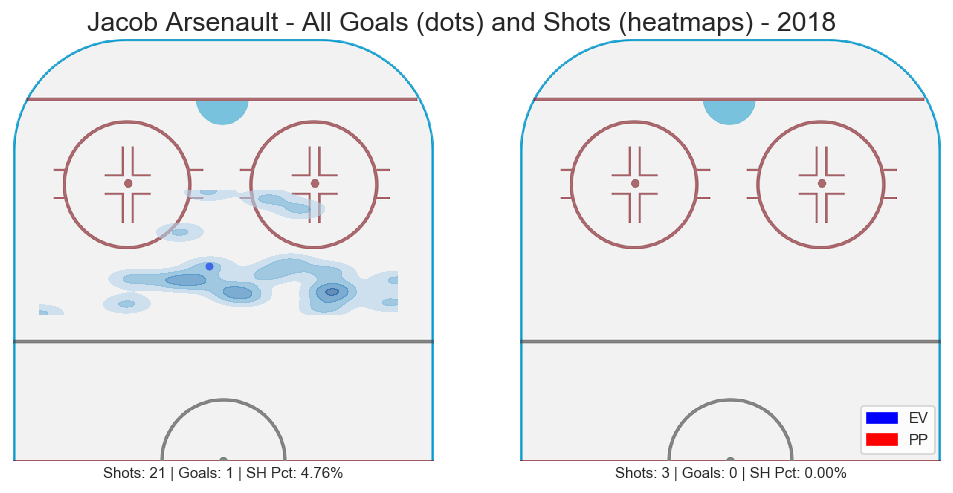 Jacob Arsenault - All Goals (dots) and Shots (heatmaps) - 2018
EV
PP
Shots: 21 | Goals: 1 | SH Pct: 4.76%
Shots: 3 | Goals: 0 | SH Pct: 0.00%